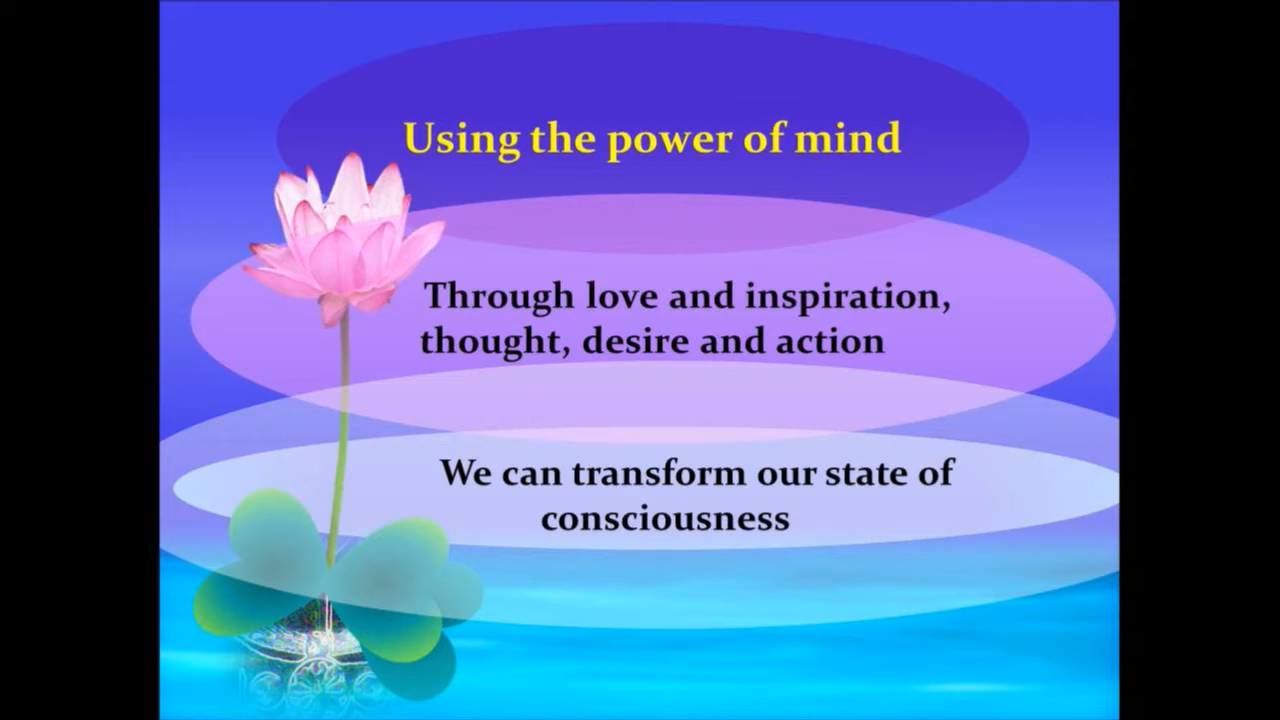 Using the power of mind
Through love and inspiration,
thought, desire and action
We can transform our state of
consciousness